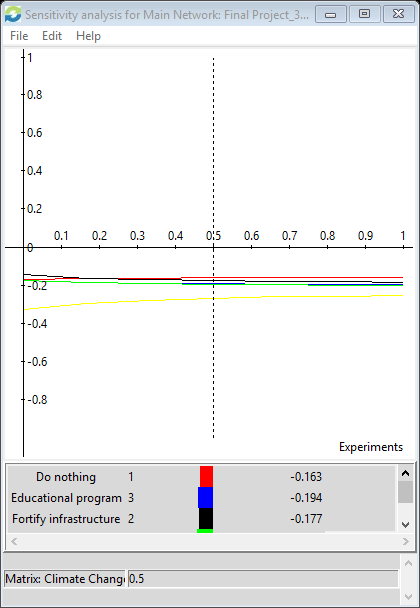 Sensitivity analysis for Main Network: Final Project_3...
File Edit Help
1
0.8
0.6
0.4
0.2
0 0.1 0.2 0.3 0.4 0.5 0.6 0.7 0.8 0.9 1
-0.2
-0.4
-0.6
-0.8
Experiments
Do nothing 1 -0.163
Educational program 3 -0.194
Fortify infrastructure 2 -0.177
Matrix: Climate Change 0.5